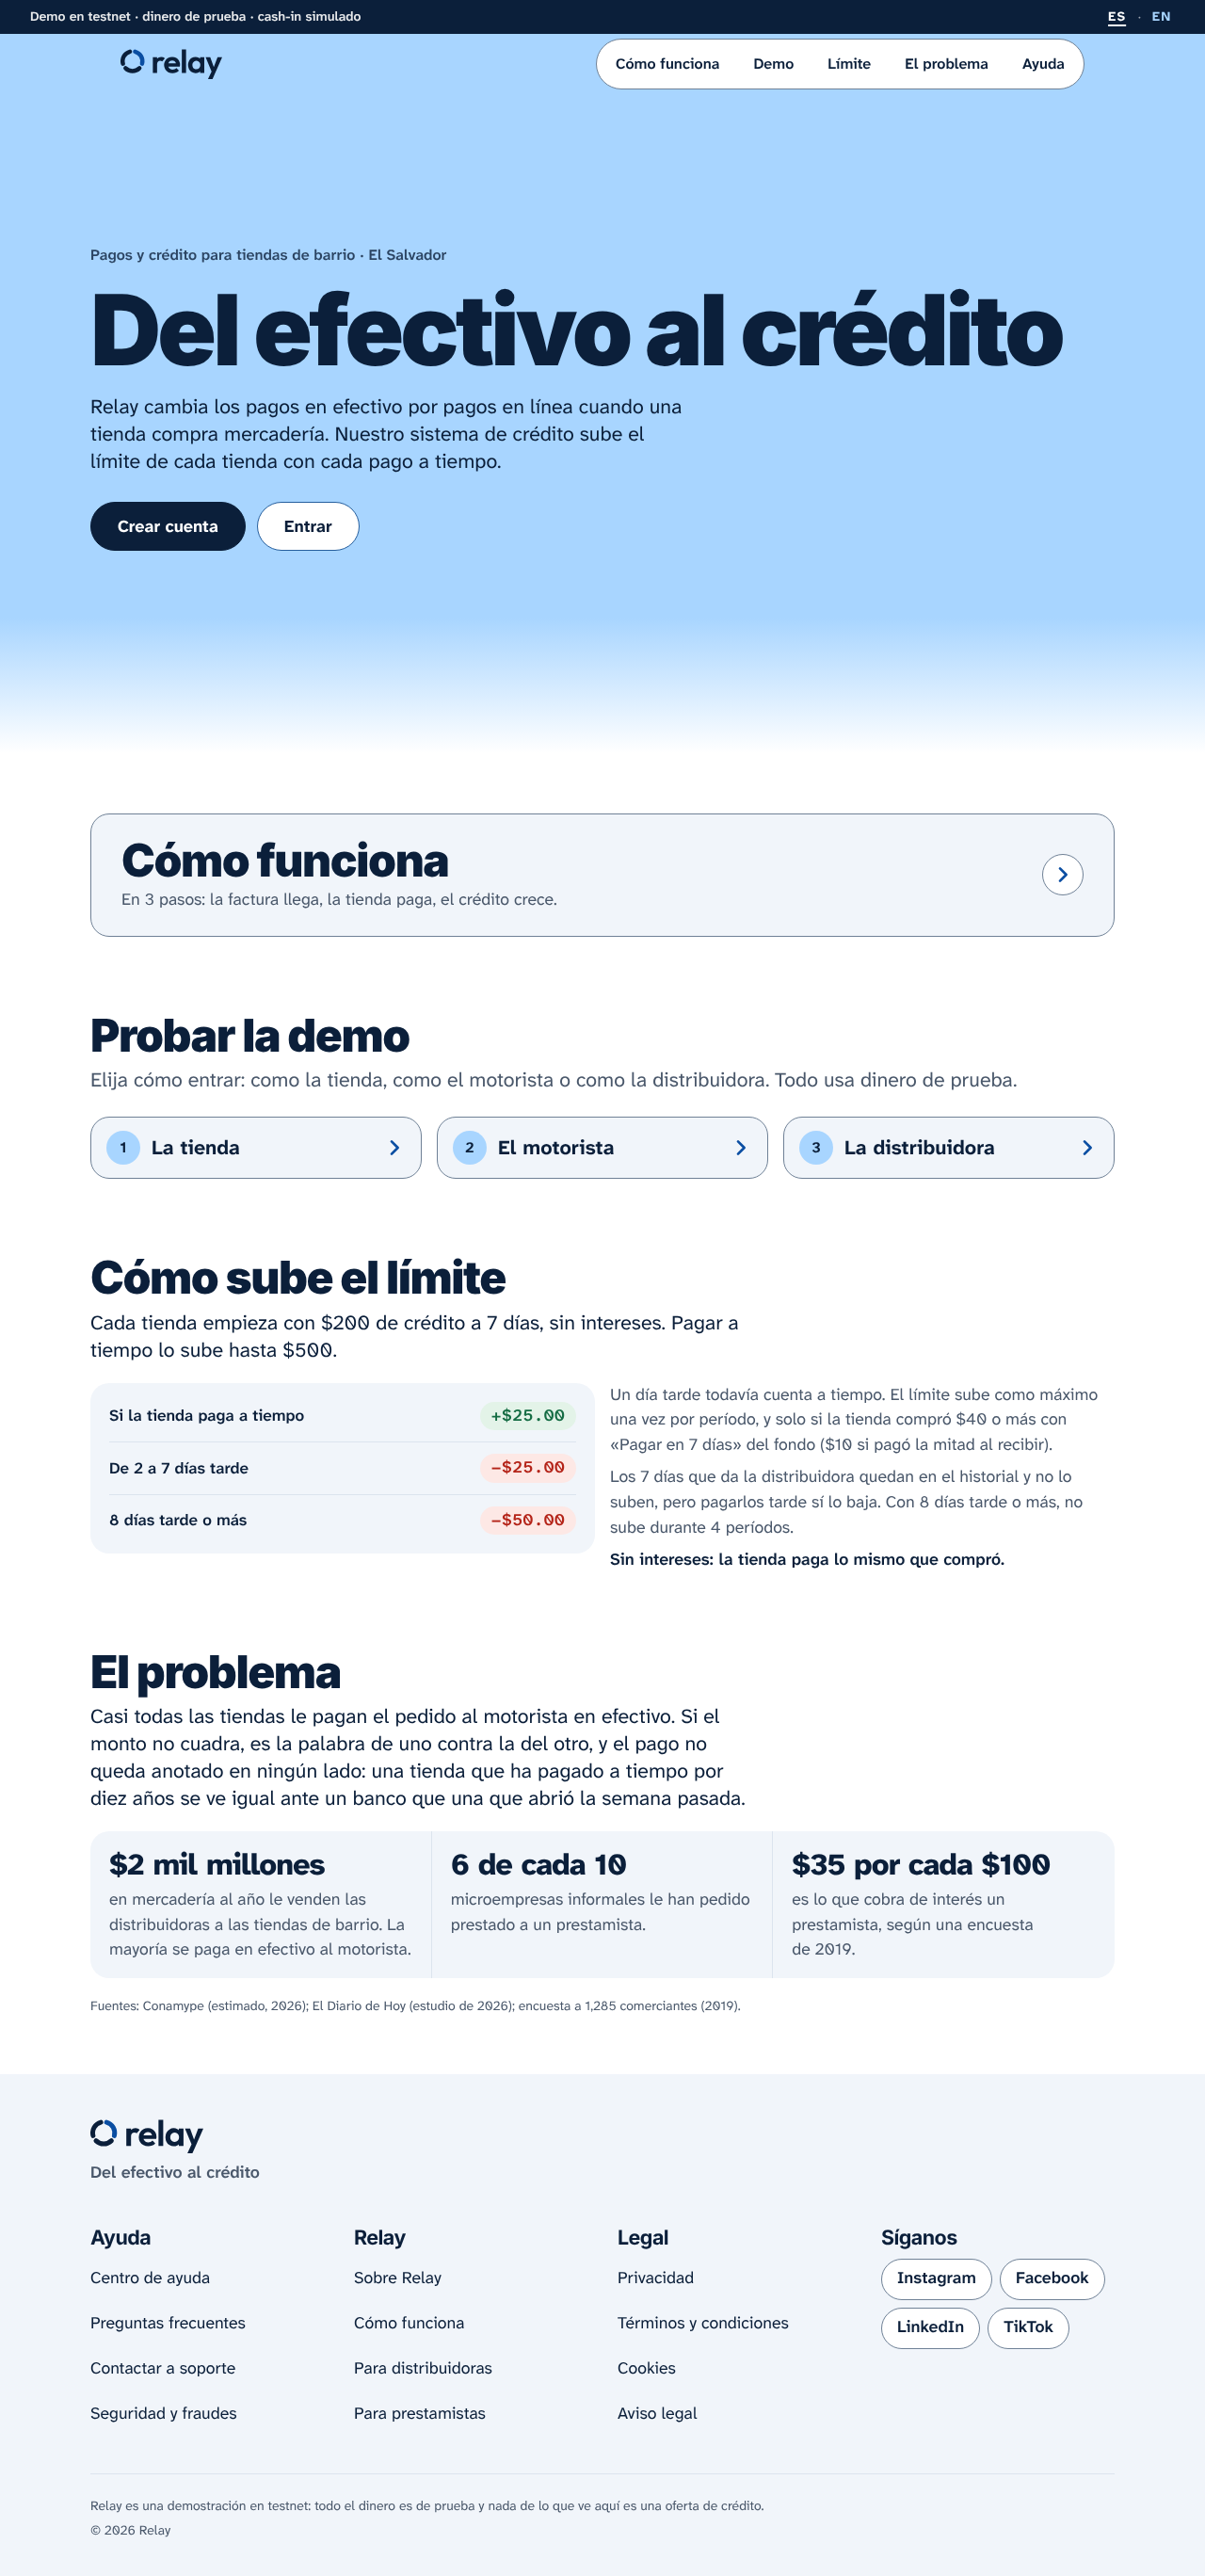 Demo en testnet · dinero de prueba · cash-in simulado
ES · EN
relay
Cómo funciona
Demo
Límite
El problema
Ayuda
Pagos y crédito para tiendas de barrio · El Salvador
Del efectivo al crédito
Relay cambia los pagos en efectivo por pagos en línea cuando una
tienda compra mercadería. Nuestro sistema de crédito sube el
límite de cada tienda con cada pago a tiempo.
Crear cuenta
Entrar
Cómo funciona
En 3 pasos: la factura llega, la tienda paga, el crédito crece.
Probar la demo
Elija cómo entrar: como la tienda, como el motorista o como la distribuidora. Todo usa dinero de prueba.
1 La tienda
2 El motorista
3 La distribuidora
Cómo sube el límite
Cada tienda empieza con $200 de crédito a 7 días, sin intereses. Pagar a
tiempo lo sube hasta $500.
Si la tienda paga a tiempo +$25.00
De 2 a 7 días tarde −$25.00
8 días tarde o más −$50.00
Un día tarde todavía cuenta a tiempo. El límite sube como máximo
una vez por período, y solo si la tienda compró $40 o más con
«Pagar en 7 días» del fondo ($10 si pagó la mitad al recibir).
Los 7 días que da la distribuidora quedan en el historial y no lo
suben, pero pagarlos tarde sí lo baja. Con 8 días tarde o más, no
sube durante 4 períodos.
Sin intereses: la tienda paga lo mismo que compró.
El problema
Casi todas las tiendas le pagan el pedido al motorista en efectivo. Si el
monto no cuadra, es la palabra de uno contra la del otro, y el pago no
queda anotado en ningún lado: una tienda que ha pagado a tiempo por
diez años se ve igual ante un banco que una que abrió la semana pasada.
$2 mil millones
en mercadería al año le venden las
distribuidoras a las tiendas de barrio. La
mayoría se paga en efectivo al motorista.
6 de cada 10
microempresas informales le han pedido
prestado a un prestamista.
$35 por cada $100
es lo que cobra de interés un
prestamista, según una encuesta
de 2019.
Fuentes: Conamype (estimado, 2026); El Diario de Hoy (estudio de 2026); encuesta a 1,285 comerciantes (2019).
relay
Del efectivo al crédito
Ayuda
Centro de ayuda
Preguntas frecuentes
Contactar a soporte
Seguridad y fraudes
Relay
Sobre Relay
Cómo funciona
Para distribuidoras
Para prestamistas
Legal
Privacidad
Términos y condiciones
Cookies
Aviso legal
Síganos
Instagram
Facebook
LinkedIn
TikTok
Relay es una demostración en testnet: todo el dinero es de prueba y nada de lo que ve aquí es una oferta de crédito.
© 2026 Relay